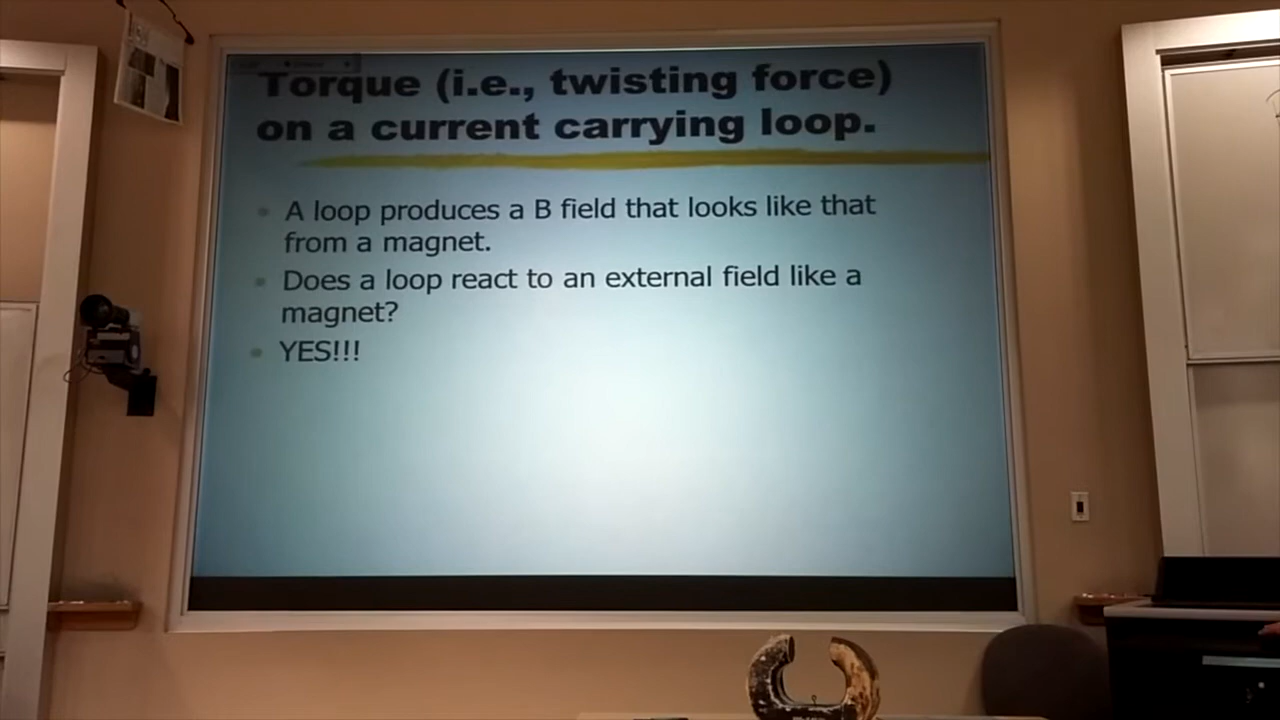 Torque (i.e., twisting force)
on a current carrying loop.
A loop produces a B field that looks like that
from a magnet.
Does a loop react to an external field like a
magnet?
YES!!!